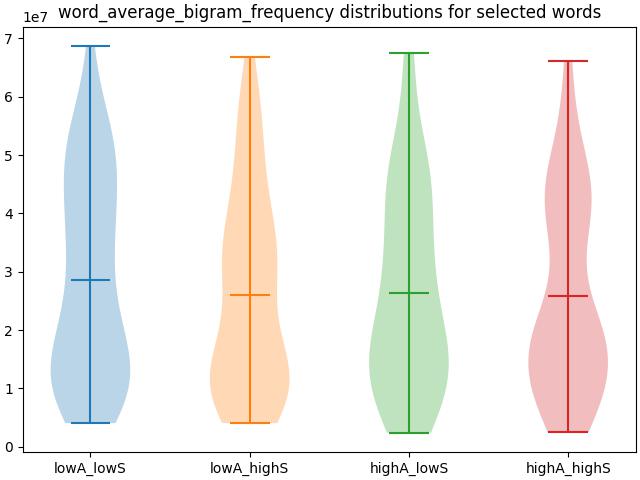 word_average_bigram_frequency distributions for selected words
1e7
7
6
5
4
3
2
1
0
lowA_lowS lowA_highS highA_lowS highA_highS